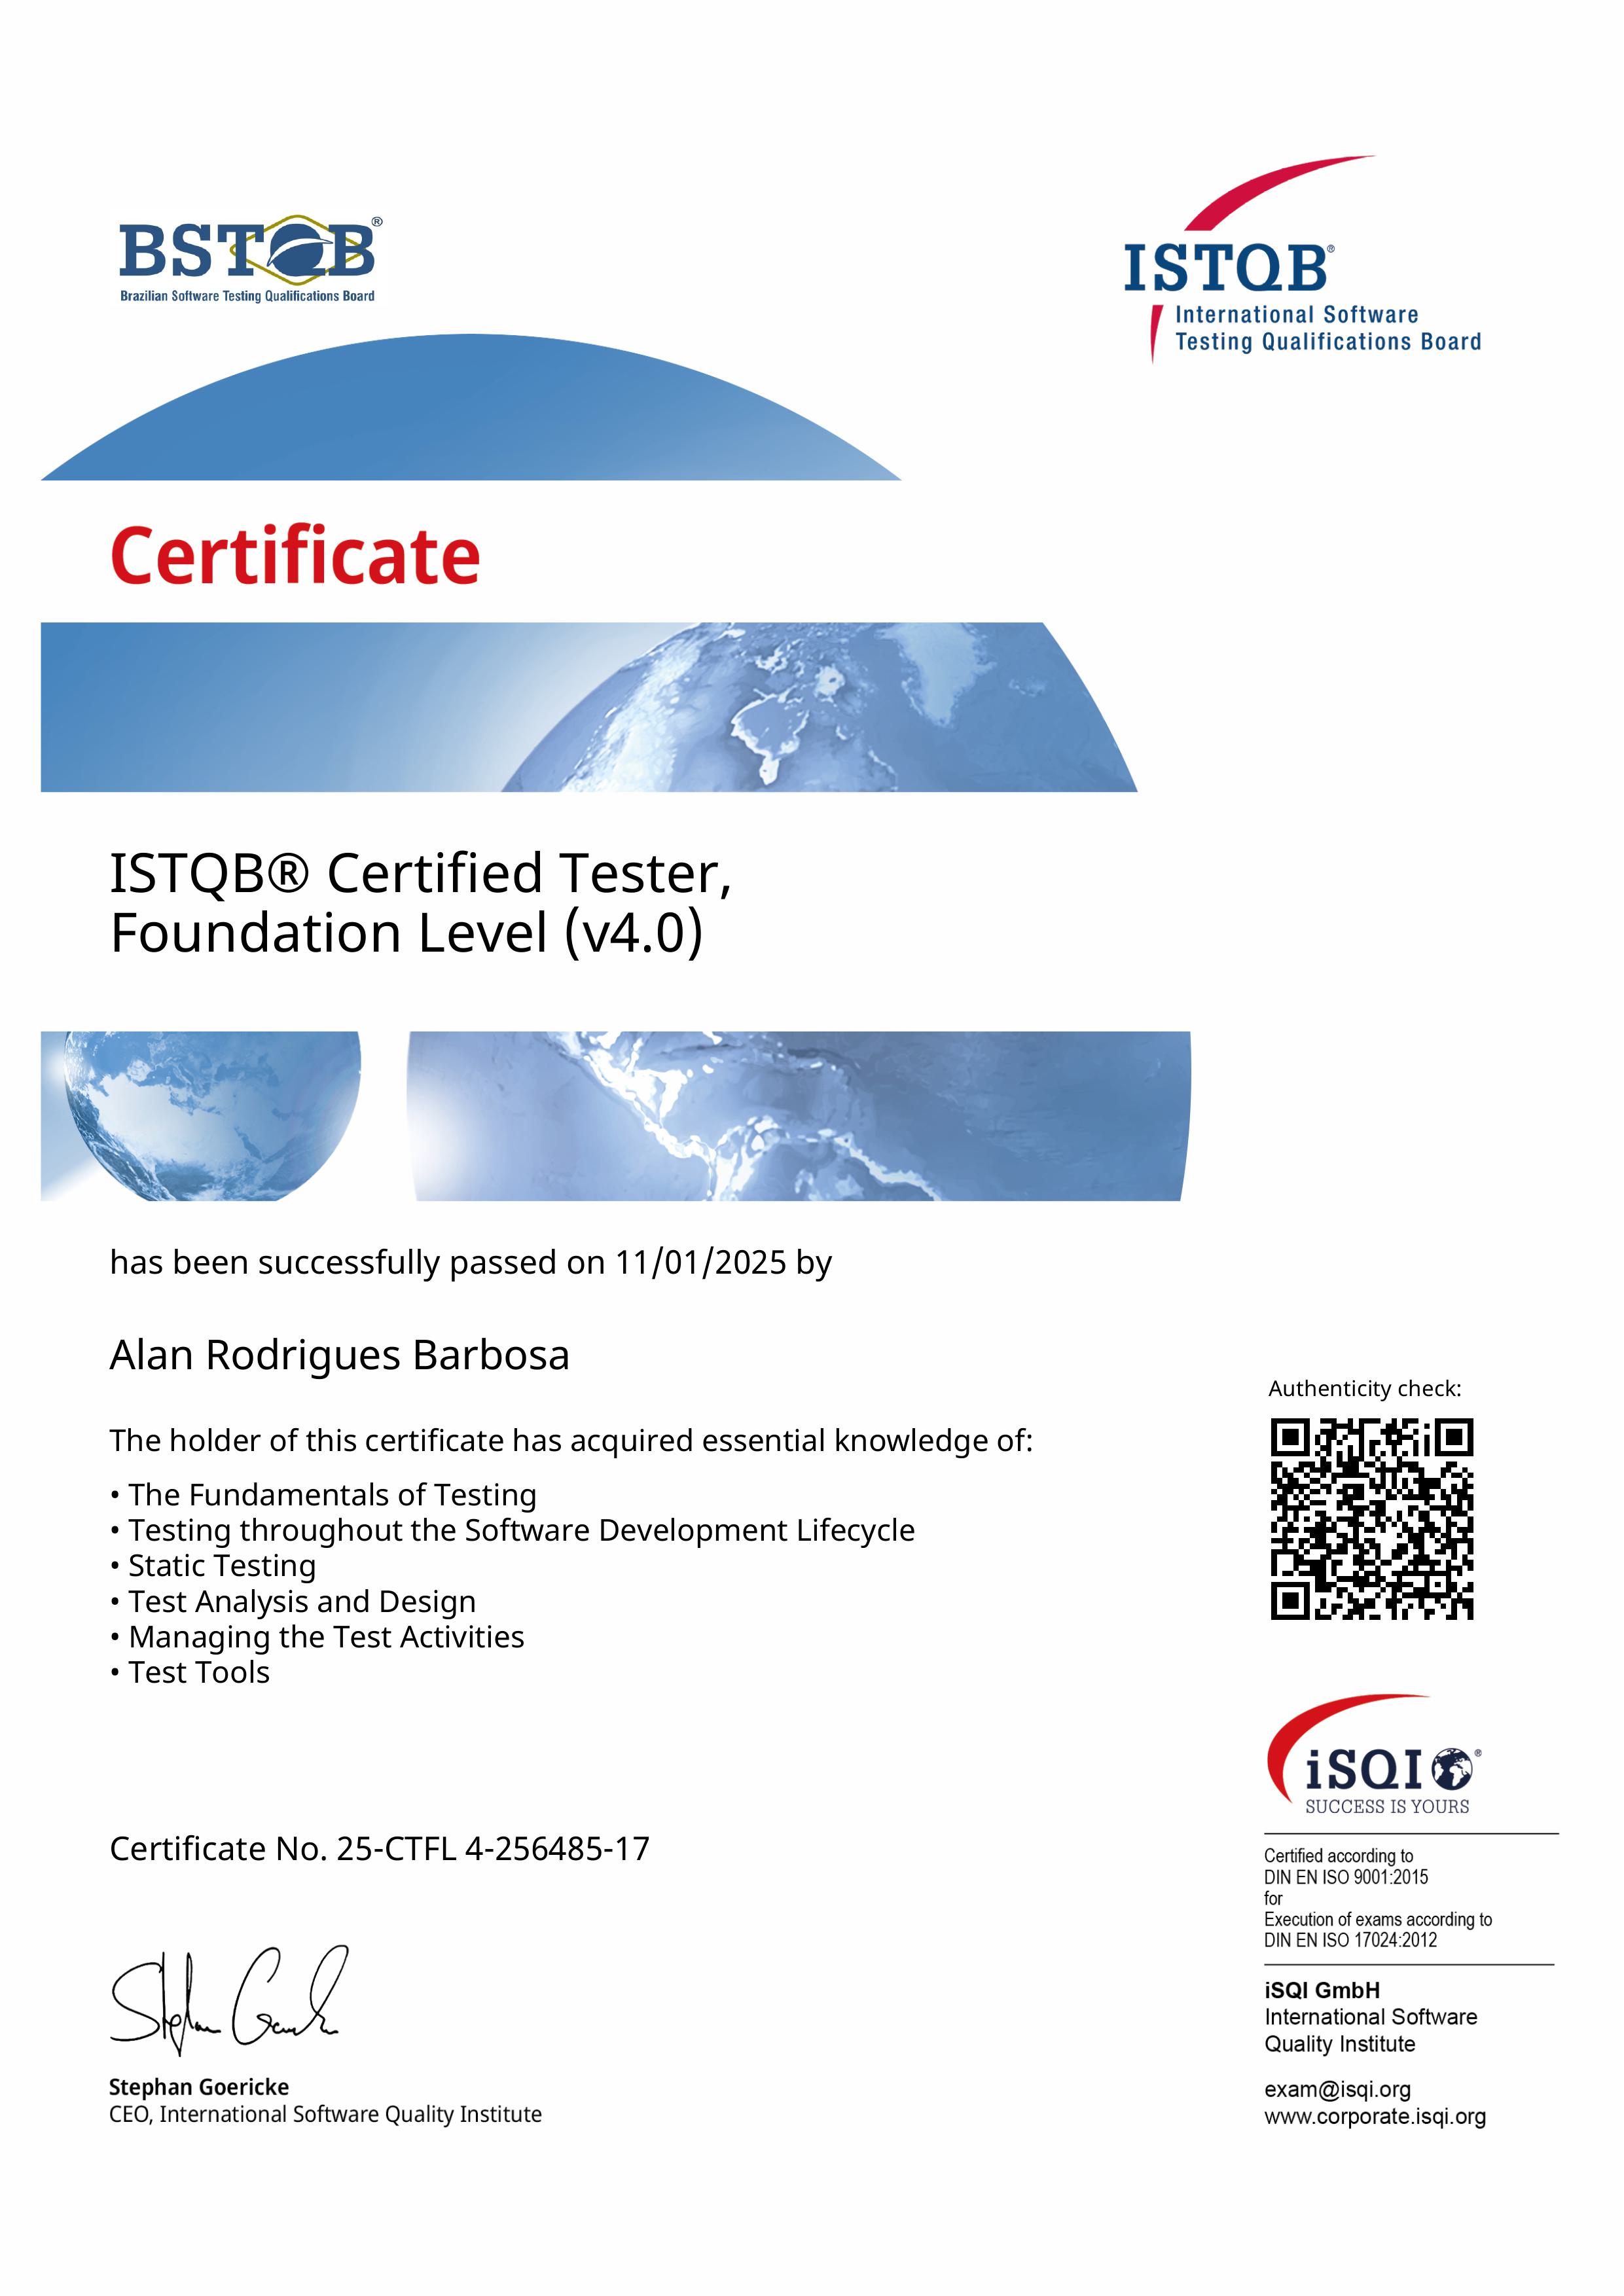 BSTQB®
Brazilian Software Testing Qualifications Board
ISTQB®
International Software
Testing Qualifications Board
Certificate
ISTQB® Certified Tester,
Foundation Level (v4.0)
has been successfully passed on 11/01/2025 by
Alan Rodrigues Barbosa
The holder of this certificate has acquired essential knowledge of:
• The Fundamentals of Testing
• Testing throughout the Software Development Lifecycle
• Static Testing
• Test Analysis and Design
• Managing the Test Activities
• Test Tools
Authenticity check:
iSQI®
SUCCESS IS YOURS
Certificate No. 25-CTFL 4-256485-17
Certified according to
DIN EN ISO 9001:2015
for
Execution of exams according to
DIN EN ISO 17024:2012
iSQI GmbH
International Software
Quality Institute
exam@isqi.org
www.corporate.isqi.org
Stephan Goericke
Stephan Goericke
CEO, International Software Quality Institute